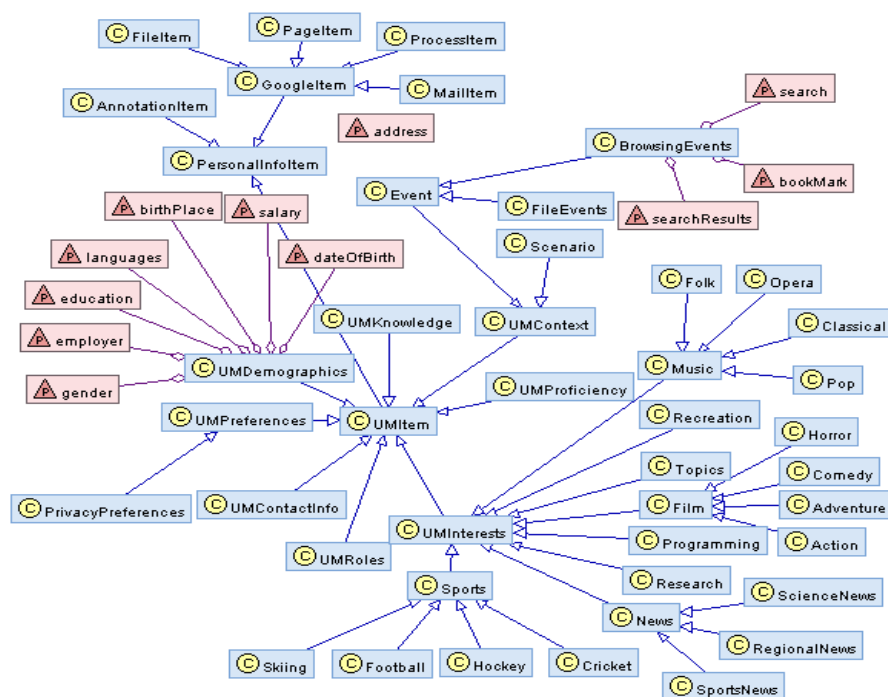 C PageItem
C FileItem
C ProcessItem
C GoogleItem
C MailItem
C AnnotationItem
P search
P address
C BrowsingEvents
C PersonalInfoItem
P bookMark
C Event
P birthPlace
P salary
C FileEvents
P searchResults
P languages
P dateOfBirth
C Scenario
C Folk
C Opera
P education
C UMKnowledge
C UMContext
C Classical
P employer
C UMDemographics
C Music
C Pop
P gender
C UMProficiency
C UMPreferences
C UMItem
C Recreation
C Horror
C Topics
C Comedy
C PrivacyPreferences
C UMContactInfo
C Film
C Adventure
C UMInterests
C Programming
C Action
C UMRoles
C Research
C Sports
C ScienceNews
C News
C RegionalNews
C Skiing
C Football
C Hockey
C Cricket
C SportsNews